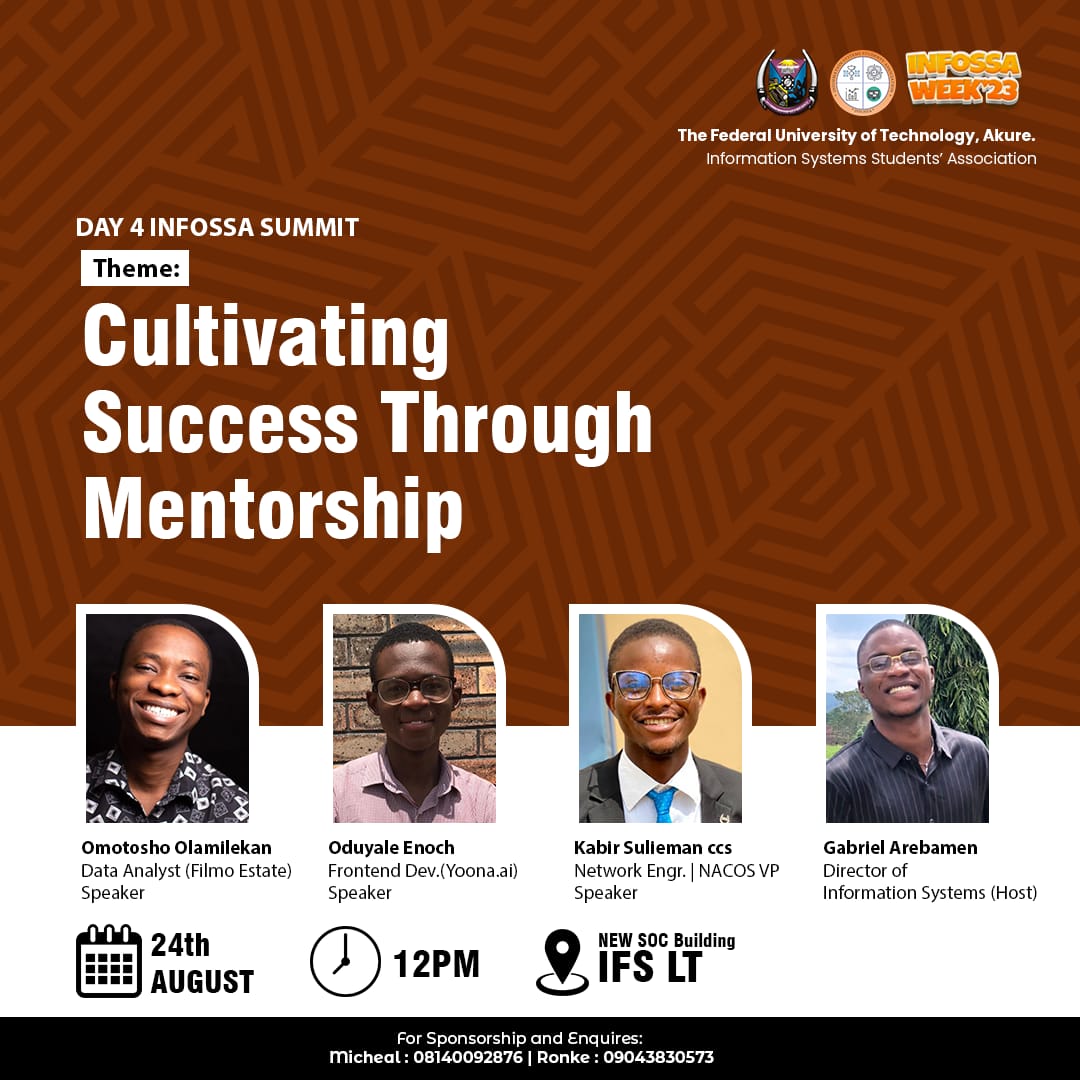 INFOSSA
WEEK'23
The Federal University of Technology, Akure.
Information Systems Students' Association
DAY 4 INFOSSA SUMMIT
Theme:
Cultivating
Success Through
Mentorship
Omotosho Olamilekan
Data Analyst (Filmo Estate)
Speaker
Oduyale Enoch
Frontend Dev.(Yoona.ai)
Speaker
Kabir Sulieman ccs
Network Engr. | NACOS VP
Speaker
Gabriel Arebamen
Director of
Information Systems (Host)
24th
AUGUST
12PM
NEW SOC Building
IFS LT
For Sponsorship and Enquires:
Micheal : 08140092876 | Ronke : 09043830573